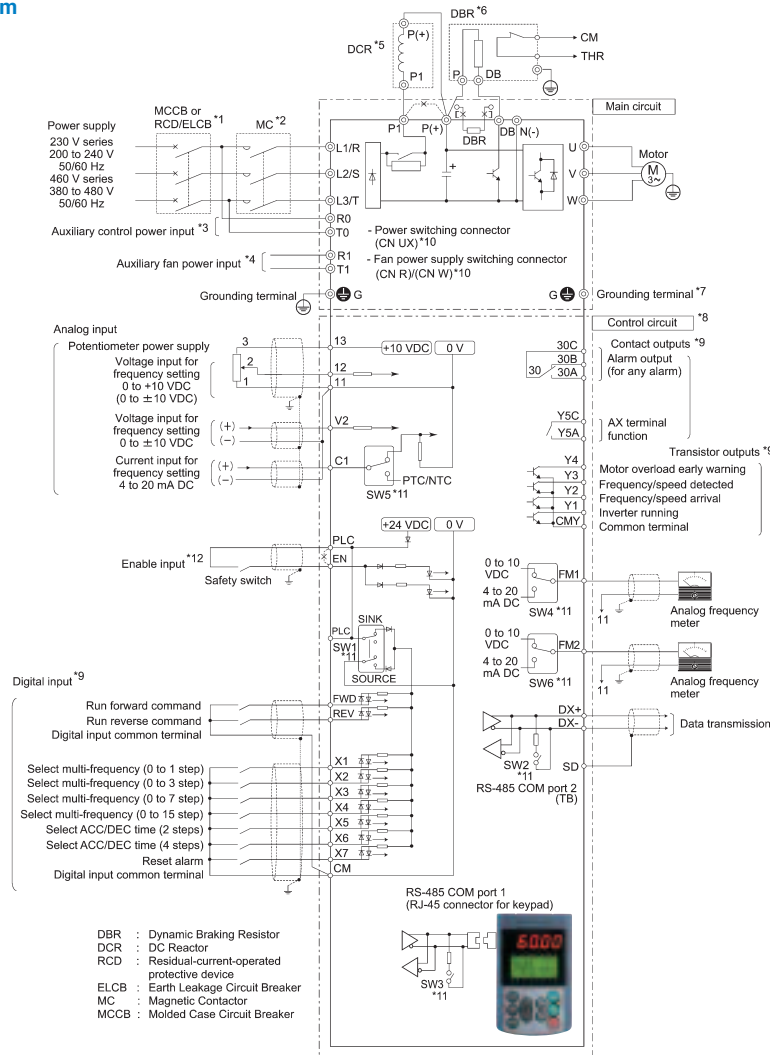 m
DBR *6
CM
THR
DCR *5
P(+)
P1
P
DB
Main circuit
MCCB or
RCD/ELCB *1
MC *2
Power supply
230 V series
200 to 240 V
50/60 Hz
460 V series
380 to 480 V
50/60 Hz
P1
P(+)
DBR
DB
N(-)
L1/R
L2/S
L3/T
+
U
V
W
Motor
M
3~
R0
T0
Auxiliary control power input *3
- Power switching connector
(CN UX)*10
R1
T1
Auxiliary fan power input *4
- Fan power supply switching connector
(CN R)/(CN W)*10
Grounding terminal
G
G
Grounding terminal *7
Control circuit *8
Analog input
Potentiometer power supply
3
13
+10 VDC
0 V
Voltage input for
frequency setting
0 to +10 VDC
(0 to ±10 VDC)
2
12
1
11
Voltage input for
frequency setting
0 to ±10 VDC
(+)
(−)
V2
Current input for
frequency setting
4 to 20 mA DC
(+)
(−)
C1
PTC/NTC
SW5*11
30C
30B
30
30A
Contact outputs *9
Alarm output
(for any alarm)
Y5C
Y5A
AX terminal
function
Transistor outputs *9
Y4
Motor overload early warning
Y3
Frequency/speed detected
Y2
Frequency/speed arrival
Y1
Inverter running
CMY
Common terminal
+24 VDC
0 V
PLC
EN
Enable input *12
Safety switch
0 to 10
VDC
4 to 20
mA DC
FM1
SW4 *11
11
Analog frequency
meter
SINK
PLC
SW1
*11
SOURCE
0 to 10
VDC
4 to 20
mA DC
FM2
SW6 *11
11
Analog frequency
meter
Digital input *9
Run forward command
FWD
Run reverse command
REV
Digital input common terminal
DX+
DX-
Data transmission
SW2
*11
SD
RS-485 COM port 2
(TB)
Select multi-frequency (0 to 1 step)
X1
Select multi-frequency (0 to 3 step)
X2
Select multi-frequency (0 to 7 step)
X3
Select multi-frequency (0 to 15 step)
X4
Select ACC/DEC time (2 steps)
X5
Select ACC/DEC time (4 steps)
X6
Reset alarm
X7
Digital input common terminal
CM
RS-485 COM port 1
(RJ-45 connector for keypad)
SW3
*11
60.00
DBR : Dynamic Braking Resistor
DCR : DC Reactor
RCD : Residual-current-operated
protective device
ELCB : Earth Leakage Circuit Breaker
MC : Magnetic Contactor
MCCB : Molded Case Circuit Breaker